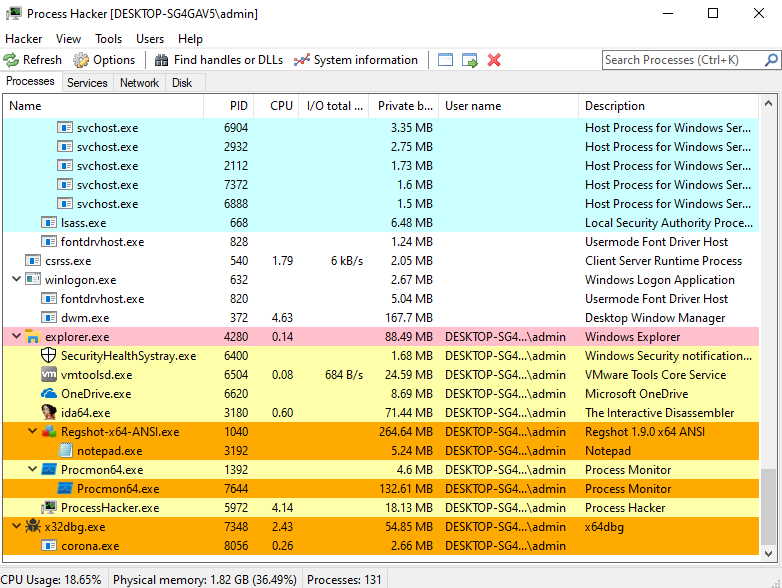 Process Hacker [DESKTOP-SG4GAV5\admin]
Hacker View Tools Users Help
Refresh Options Find handles or DLLs System information Search Processes (Ctrl+K)
Processes Services Network Disk
Name PID CPU I/O total ... Private b... User name Description
svchost.exe 6904 3.35 MB Host Process for Windows Ser...
svchost.exe 2932 2.75 MB Host Process for Windows Ser...
svchost.exe 2112 1.73 MB Host Process for Windows Ser...
svchost.exe 7372 1.6 MB Host Process for Windows Ser...
svchost.exe 6888 1.5 MB Host Process for Windows Ser...
lsass.exe 668 6.48 MB Local Security Authority Proce...
fontdrvhost.exe 828 1.24 MB Usermode Font Driver Host
csrss.exe 540 1.79 6 kB/s 2.05 MB Client Server Runtime Process
winlogon.exe 632 2.67 MB Windows Logon Application
fontdrvhost.exe 820 5.04 MB Usermode Font Driver Host
dwm.exe 372 4.63 167.7 MB Desktop Window Manager
explorer.exe 4280 0.14 88.49 MB DESKTOP-SG4...\admin Windows Explorer
SecurityHealthSystray.exe 6400 1.68 MB DESKTOP-SG4...\admin Windows Security notification...
vm vmtoolsd.exe 6504 0.08 684 B/s 24.59 MB DESKTOP-SG4...\admin VMware Tools Core Service
OneDrive.exe 6620 8.69 MB DESKTOP-SG4...\admin Microsoft OneDrive
ida64.exe 3180 0.60 71.44 MB DESKTOP-SG4...\admin The Interactive Disassembler
Regshot-x64-ANSI.exe 1040 264.64 MB DESKTOP-SG4...\admin Regshot 1.9.0 x64 ANSI
notepad.exe 3192 5.24 MB DESKTOP-SG4...\admin Notepad
Procmon64.exe 1392 4.6 MB DESKTOP-SG4...\admin Process Monitor
Procmon64.exe 7644 132.61 MB DESKTOP-SG4...\admin Process Monitor
ProcessHacker.exe 5972 4.14 18.13 MB DESKTOP-SG4...\admin Process Hacker
x32dbg.exe 7348 2.43 54.85 MB DESKTOP-SG4...\admin x64dbg
corona.exe 8056 0.26 2.66 MB DESKTOP-SG4...\admin
CPU Usage: 18.65% Physical memory: 1.82 GB (36.49%) Processes: 131